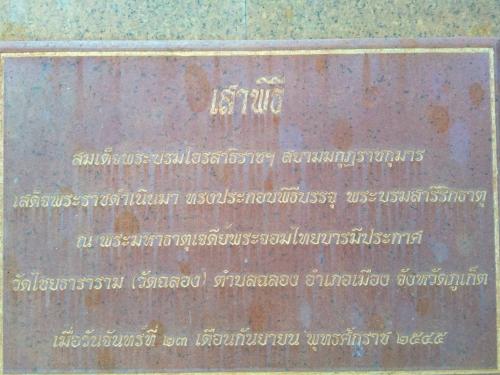 เสาพิธี
สมเด็จพระบรมโอรสาธิราชฯ สยามมกุฎราชกุมาร
เสด็จพระราชดำเนินมา ทรงประกอบพิธีบรรจุ พระบรมสารีริกธาตุ
ณ พระมหาธาตุเจดีย์พระจอมไทยบารมีประกาศ
วัดไชยธาราราม (วัดฉลอง) ตำบลฉลอง อำเภอเมือง จังหวัดภูเก็ต
เมื่อวันจันทร์ที่ ๒๓ เดือนกันยายน พุทธศักราช ๒๕๔๕